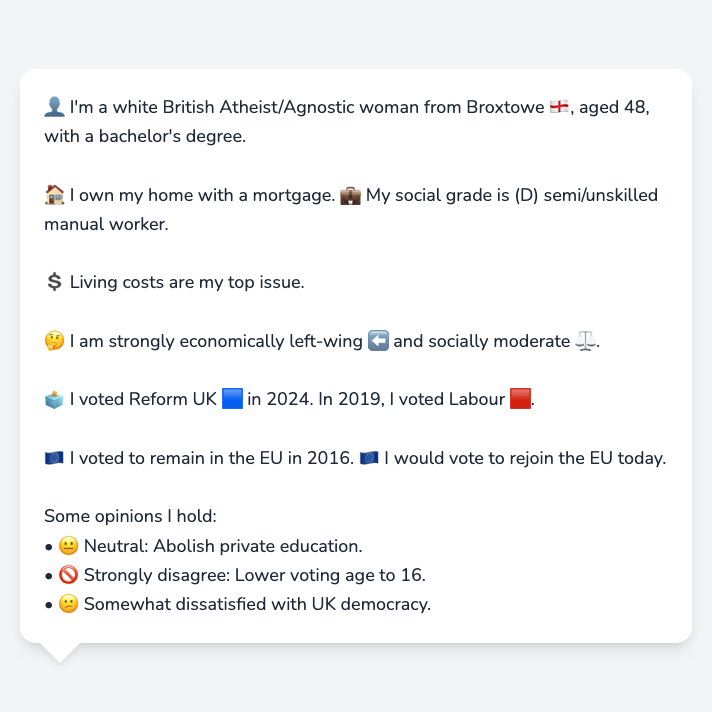 👤 I'm a white British Atheist/Agnostic woman from Broxtowe 🏴󠁧󠁢󠁥󠁮󠁧󠁿, aged 48,
with a bachelor's degree.
🏠 I own my home with a mortgage. 💼 My social grade is (D) semi/unskilled
manual worker.
💲 Living costs are my top issue.
🤔 I am strongly economically left-wing ⬅️ and socially moderate ⚖️.
🗳️ I voted Reform UK 🟦 in 2024. In 2019, I voted Labour 🟥.
🇪🇺 I voted to remain in the EU in 2016. 🇪🇺 I would vote to rejoin the EU today.
Some opinions I hold:
• 😐 Neutral: Abolish private education.
• 🚫 Strongly disagree: Lower voting age to 16.
• 😕 Somewhat dissatisfied with UK democracy.